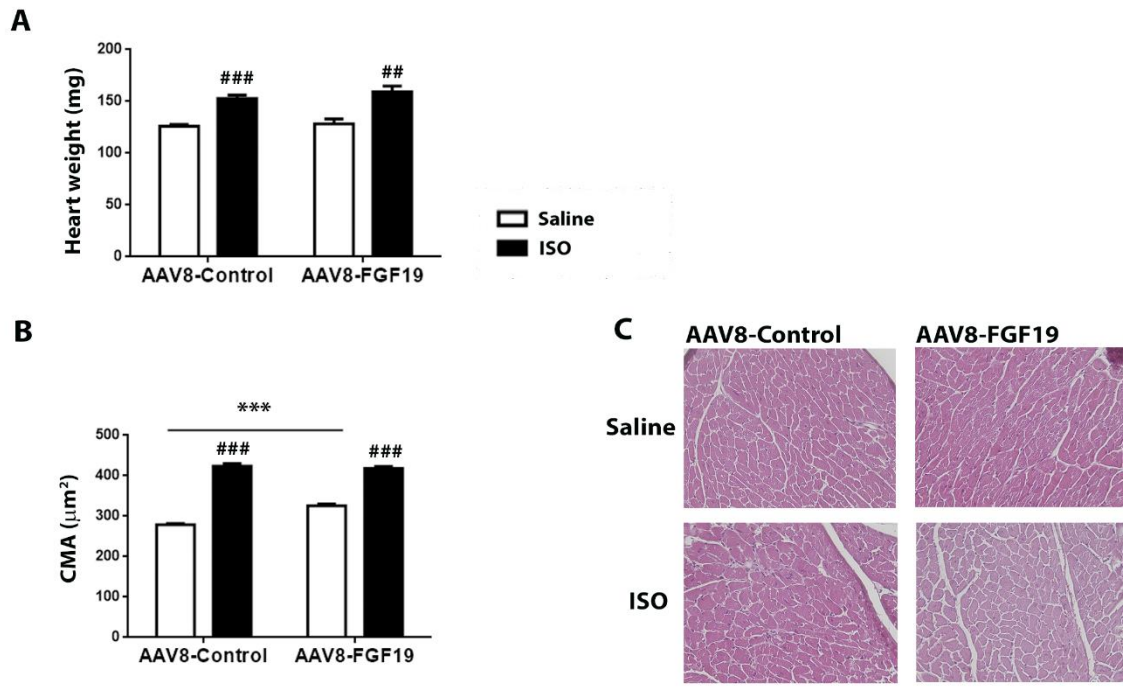 A
Heart weight (mg)
200
150
100
50
0
###
##
AAV8-Control
AAV8-FGF19
Saline
ISO
B
CMA (μm²)
500
400
300
200
100
0
***
###
###
AAV8-Control
AAV8-FGF19
C
AAV8-Control
AAV8-FGF19
Saline
ISO